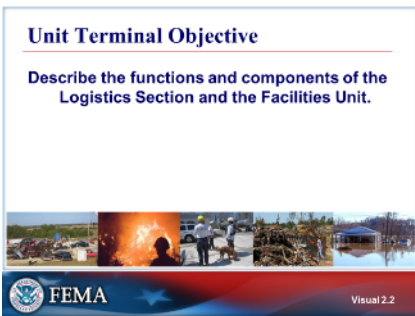 Unit Terminal Objective
Describe the functions and components of the
Logistics Section and the Facilities Unit.
FEMA
Visual 2.2